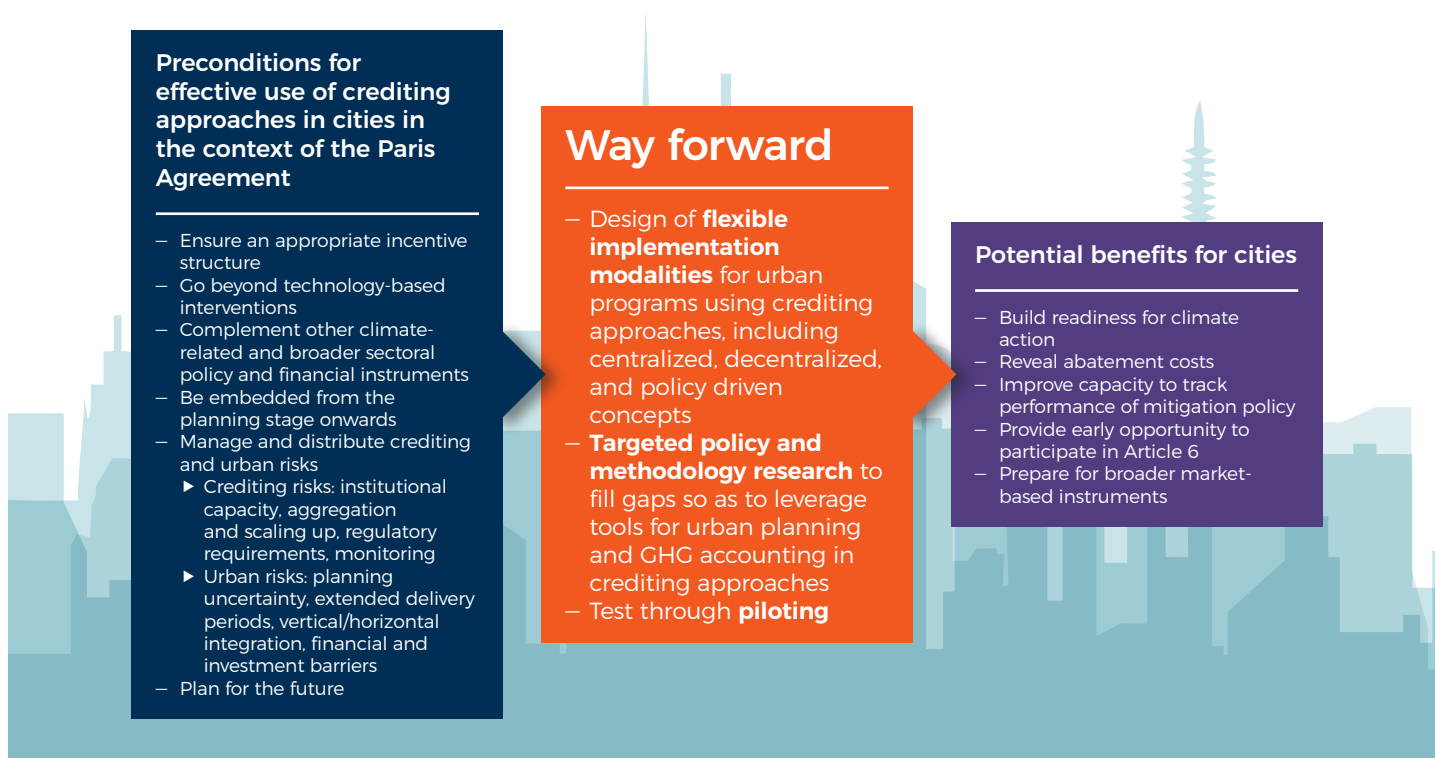 Preconditions for
effective use of crediting
approaches in cities in
the context of the Paris
Agreement
– Ensure an appropriate incentive
structure
– Go beyond technology-based
interventions
– Complement other climate-
related and broader sectoral
policy and financial instruments
– Be embedded from the
planning stage onwards
– Manage and distribute crediting
and urban risks
▶ Crediting risks: institutional
capacity, aggregation
and scaling up, regulatory
requirements, monitoring
▶ Urban risks: planning
uncertainty, extended delivery
periods, vertical/horizontal
integration, financial and
investment barriers
– Plan for the future
Way forward
– Design of flexible
implementation
modalities for urban
programs using crediting
approaches, including
centralized, decentralized,
and policy driven
concepts
– Targeted policy and
methodology research to
fill gaps so as to leverage
tools for urban planning
and GHG accounting in
crediting approaches
– Test through piloting
Potential benefits for cities
– Build readiness for climate
action
– Reveal abatement costs
– Improve capacity to track
performance of mitigation policy
– Provide early opportunity to
participate in Article 6
– Prepare for broader market-
based instruments